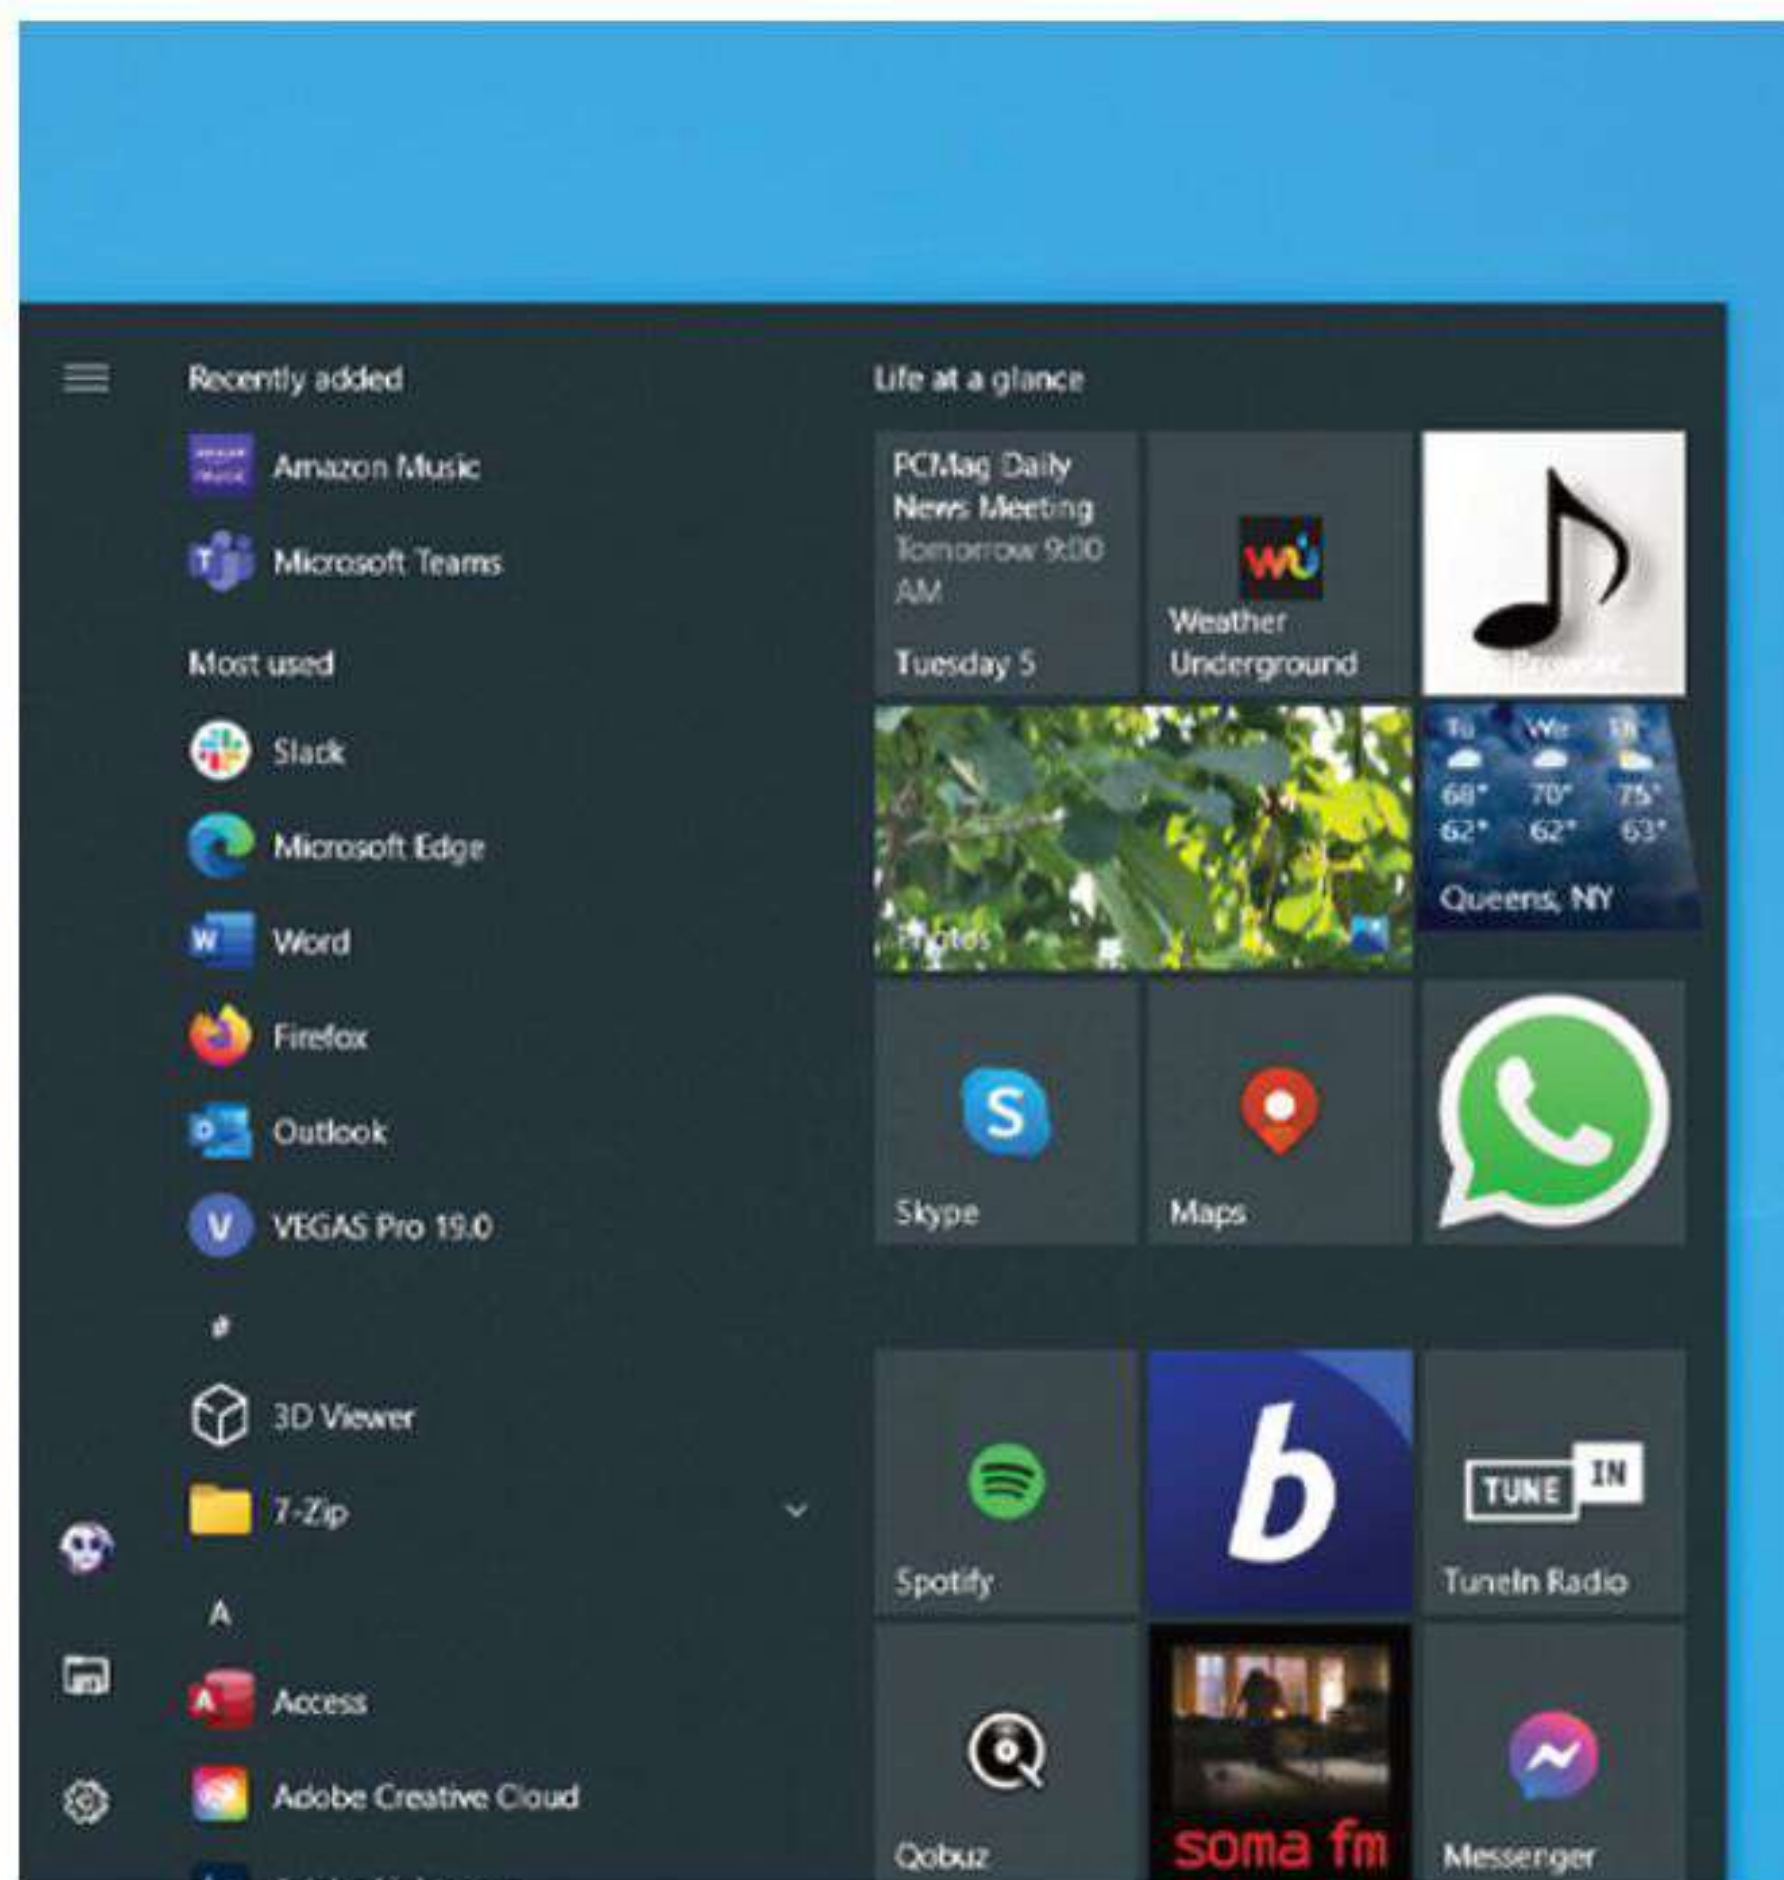 Recently added
Amazon Music
Microsoft Teams
Most used
Slack
Microsoft Edge
Word
Firefox
Outlook
VEGAS Pro 19.0
#
3D Viewer
7-Zip
A
Access
Adobe Creative Cloud
Life at a glance
PCMag Daily
News Meeting
Tomorrow 9:00
AM
Tuesday 5
Weather
Underground
Photos
Tu We Th
68° 70° 75°
62° 62° 63°
Queens, NY
Skype
Maps
Spotify
b
TUNE IN
TuneIn Radio
Qobuz
soma fm
Messenger